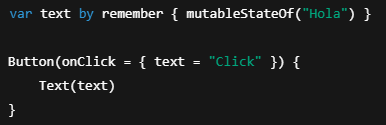 var text by remember { mutableStateOf("Hola") }
Button(onClick = { text = "Click" }) {
    Text(text)
}